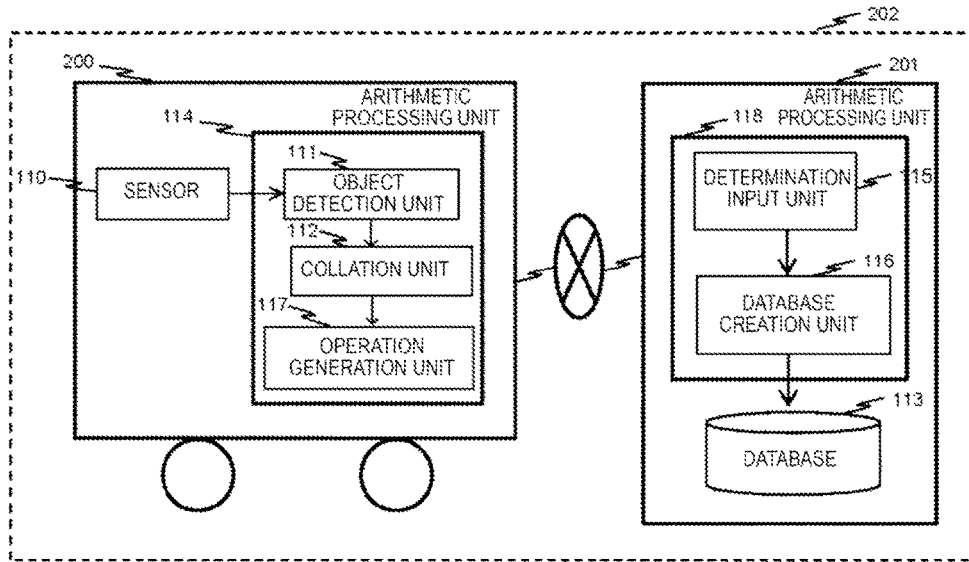 202
200
201
ARITHMETIC
PROCESSING UNIT
ARITHMETIC
PROCESSING UNIT
114
118
111
110
SENSOR
OBJECT
DETECTION UNIT
DETERMINATION
INPUT UNIT
115
112
COLLATION UNIT
116
117
DATABASE
CREATION UNIT
OPERATION
GENERATION UNIT
113
DATABASE